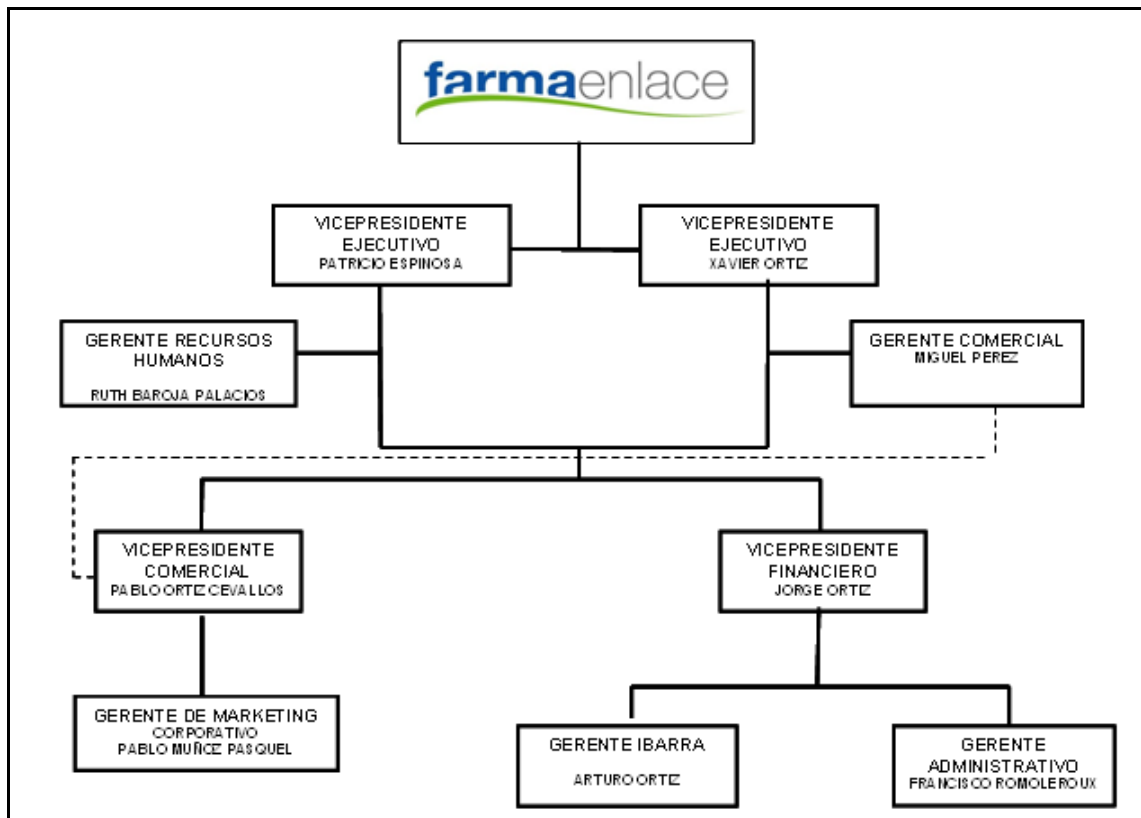 farmaenlace
VICEPRESIDENTE
EJECUTIVO
PATRICIO ESPINOSA
VICEPRESIDENTE
EJECUTIVO
XAVIER ORTIZ
GERENTE RECURSOS
HUMANOS
RUTH BAROJA PALACIOS
GERENTE COMERCIAL
MIGUEL PEREZ
VICEPRESIDENTE
COMERCIAL
PABLO ORTIZ CEVALLOS
VICEPRESIDENTE
FINANCIERO
JORGE ORTIZ
GERENTE DE MARKETING
CORPORATIVO
PABLO MUÑOZ PASQUEL
GERENTE IBARRA
ARTURO ORTIZ
GERENTE
ADMINISTRATIVO
FRANCISCO ROMOLEROUX